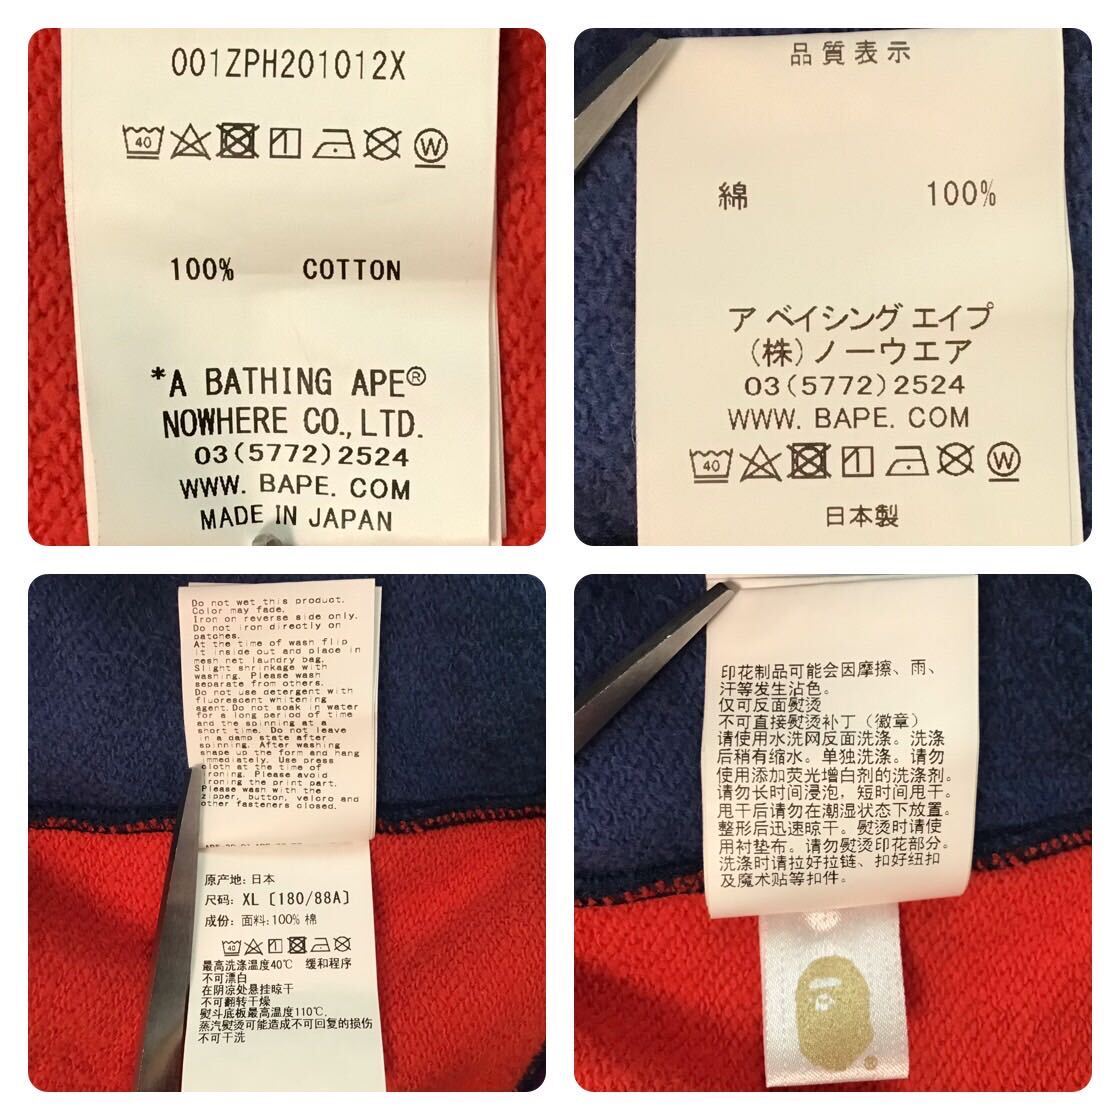 001ZPH201012X
40
W
100% COTTON
*A BATHING APE®
NOWHERE CO.,LTD.
03(5772)2524
WWW. BAPE. COM
MADE IN JAPAN
品質表示
綿 100%
ア ベイシング エイプ
(株)ノーウエア
03(5772)2524
WWW. BAPE. COM
40
W
日本製
Do not wet this product.
Color may fade.
Iron on reverse side only.
Do not iron directly on
patches.
At the time of wash flip
it inside out and place in
mesh net laundry bag.
Slight shrinkage with
washing. Please wash
separate from others.
Do not use detergent with
fluorescent whitening
agent.Do not soak in water
for a long period of time
and the spinning at a
short time. Do not leave
in a damp state after
spinning. After washing
shape up the form and hang
immediately. Use press
cloth at the time of
ironing. Please avoid
ironing the print part.
Please wash with the
zipper, button, velcro and
other fasteners closed.
原产地: 日本
尺码: XL [180/88A]
成份: 面料:100% 棉
40
最高洗涤温度40℃ 缓和程序
不可漂白
在阴凉处悬挂晾干
不可翻转干燥
熨斗底板最高温度110℃.
蒸汽熨烫可能造成不可回复的损伤
不可干洗
印花制品可能会因摩擦、雨、
汗等发生沾色。
仅可反面熨烫
不可直接熨烫补丁（徽章）
请使用水洗网反面洗涤。洗涤
后稍有缩水。单独洗涤。请勿
使用添加荧光增白剂的洗涤剂。
请勿长时间浸泡，短时间甩干。
甩干后请勿在潮湿状态下放置。
整形后迅速晾干。熨烫时请使
用衬垫布。请勿熨烫印花部分。
洗涤时请拉好拉链、扣好纽扣
及魔术贴等扣件。
®